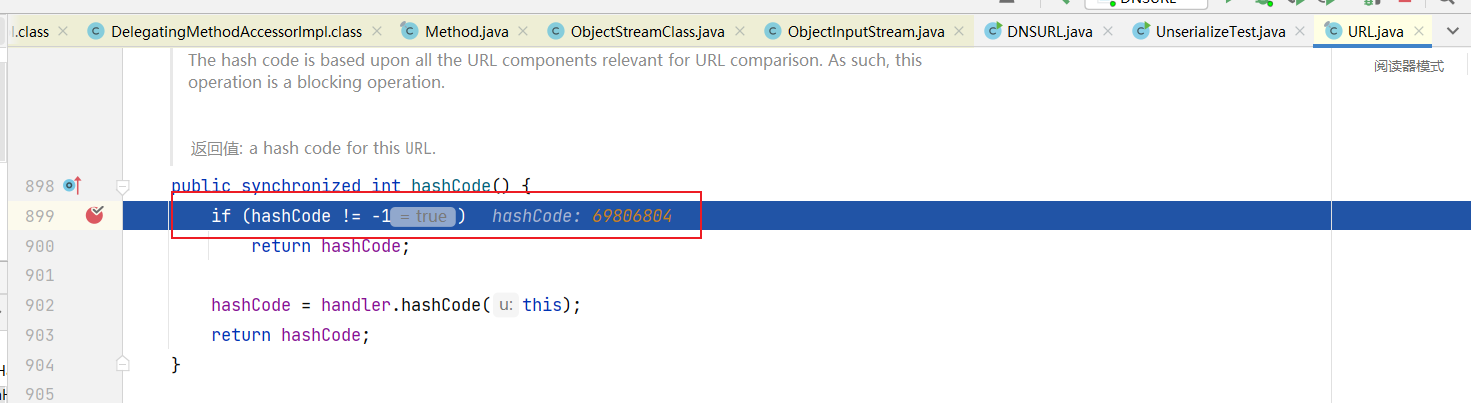 DNSURL
l.class DelegatingMethodAccessorImpl.class Method.java ObjectStreamClass.java ObjectInputStream.java DNSURL.java UnserializeTest.java URL.java
The hash code is based upon all the URL components relevant for URL comparison. As such, this
operation is a blocking operation.
阅读器模式
返回值: a hash code for this URL.
898 public synchronized int hashCode() {
899 if (hashCode != -1 = true ) hashCode: 69806804
900 return hashCode;
901
902 hashCode = handler.hashCode( u: this);
903 return hashCode;
904 }
905